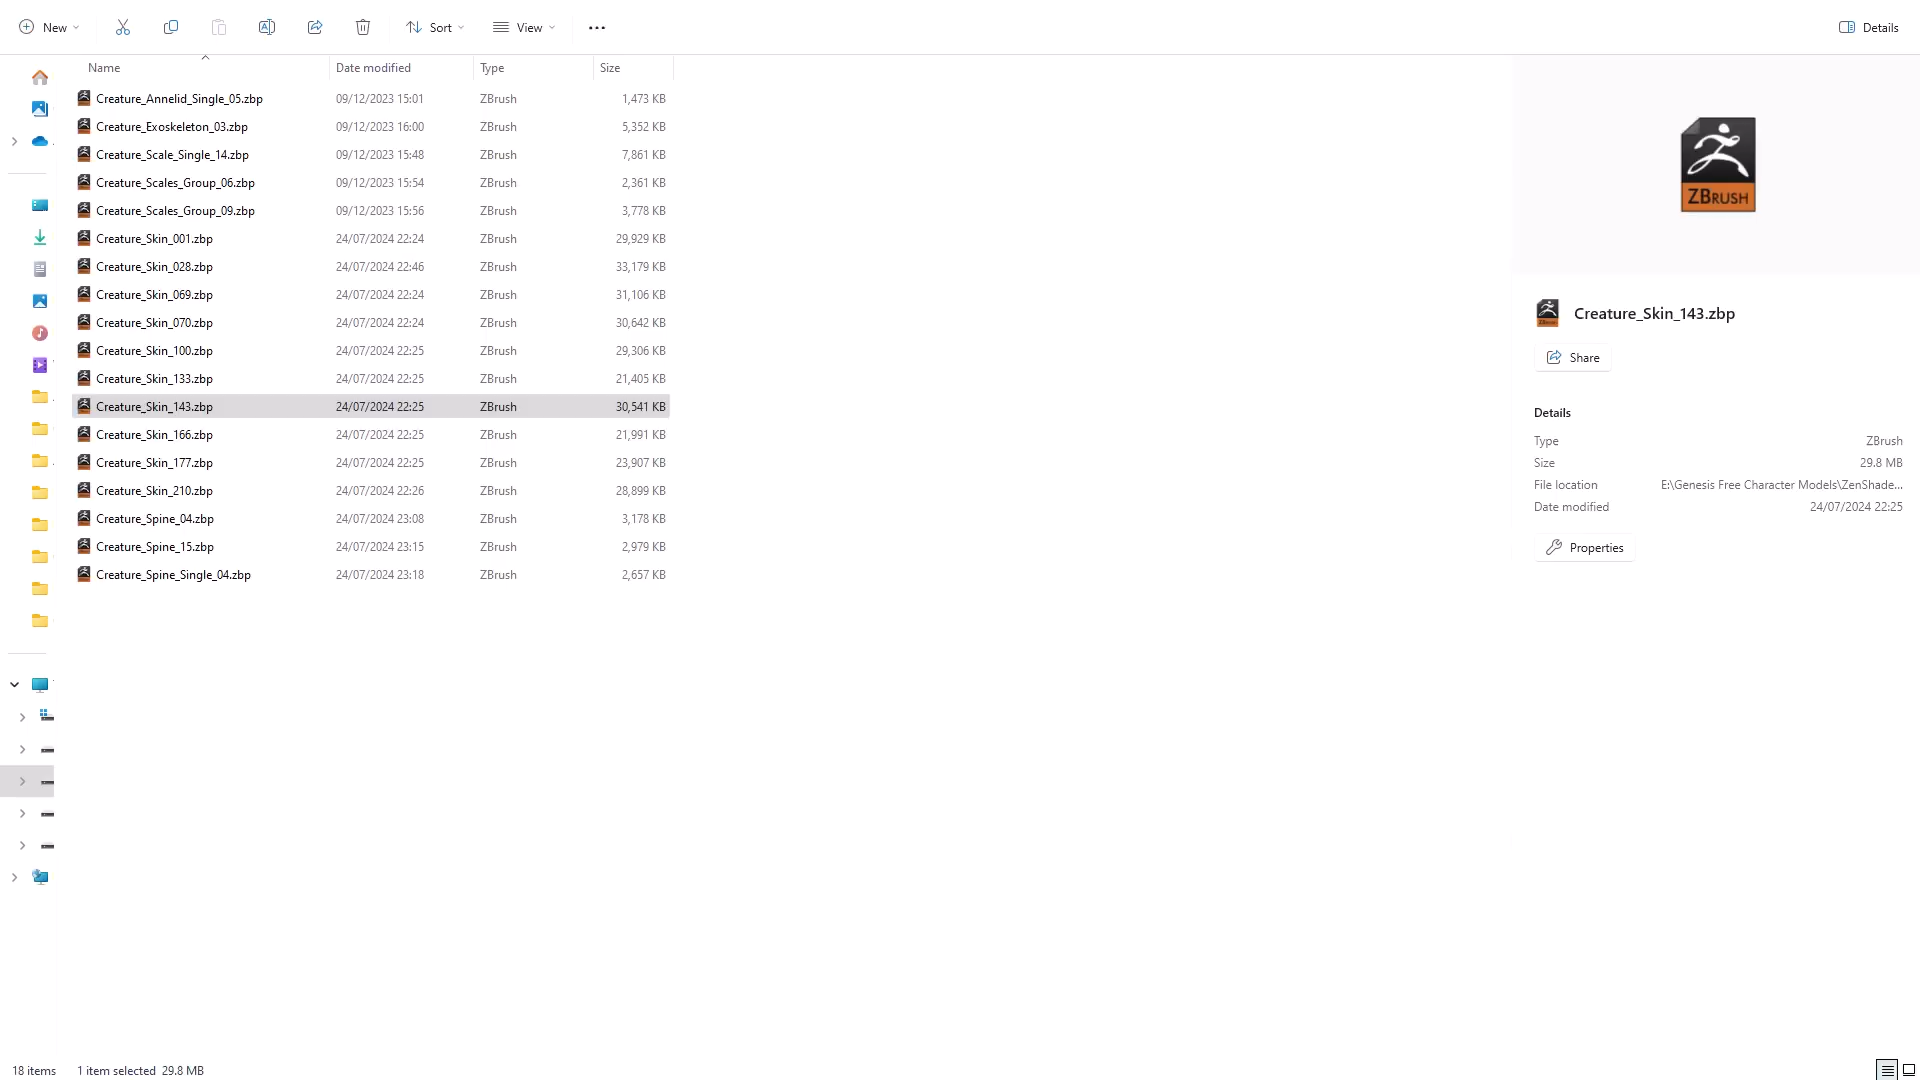 New
Sort
View
Details
Name Date modified Type Size
Creature_Annelid_Single_05.zbp 09/12/2023 15:01 ZBrush 1,473 KB
Creature_Exoskeleton_03.zbp 09/12/2023 16:00 ZBrush 5,352 KB
Creature_Scale_Single_14.zbp 09/12/2023 15:48 ZBrush 7,861 KB
Creature_Scales_Group_06.zbp 09/12/2023 15:54 ZBrush 2,361 KB
Creature_Scales_Group_09.zbp 09/12/2023 15:56 ZBrush 3,778 KB
Creature_Skin_001.zbp 24/07/2024 22:24 ZBrush 29,929 KB
Creature_Skin_028.zbp 24/07/2024 22:46 ZBrush 33,179 KB
Creature_Skin_069.zbp 24/07/2024 22:24 ZBrush 31,106 KB
Creature_Skin_070.zbp 24/07/2024 22:24 ZBrush 30,642 KB
Creature_Skin_100.zbp 24/07/2024 22:25 ZBrush 29,306 KB
Creature_Skin_133.zbp 24/07/2024 22:25 ZBrush 21,405 KB
Creature_Skin_143.zbp 24/07/2024 22:25 ZBrush 30,541 KB
Creature_Skin_166.zbp 24/07/2024 22:25 ZBrush 21,991 KB
Creature_Skin_177.zbp 24/07/2024 22:25 ZBrush 23,907 KB
Creature_Skin_210.zbp 24/07/2024 22:26 ZBrush 28,899 KB
Creature_Spine_04.zbp 24/07/2024 23:08 ZBrush 3,178 KB
Creature_Spine_15.zbp 24/07/2024 23:15 ZBrush 2,979 KB
Creature_Spine_Single_04.zbp 24/07/2024 23:18 ZBrush 2,657 KB
ZBRUSH
Creature_Skin_143.zbp
Share
Details
Type ZBrush
Size 29.8 MB
File location E:\Genesis Free Character Models\ZenShade...
Date modified 24/07/2024 22:25
Properties
18 items 1 item selected 29.8 MB